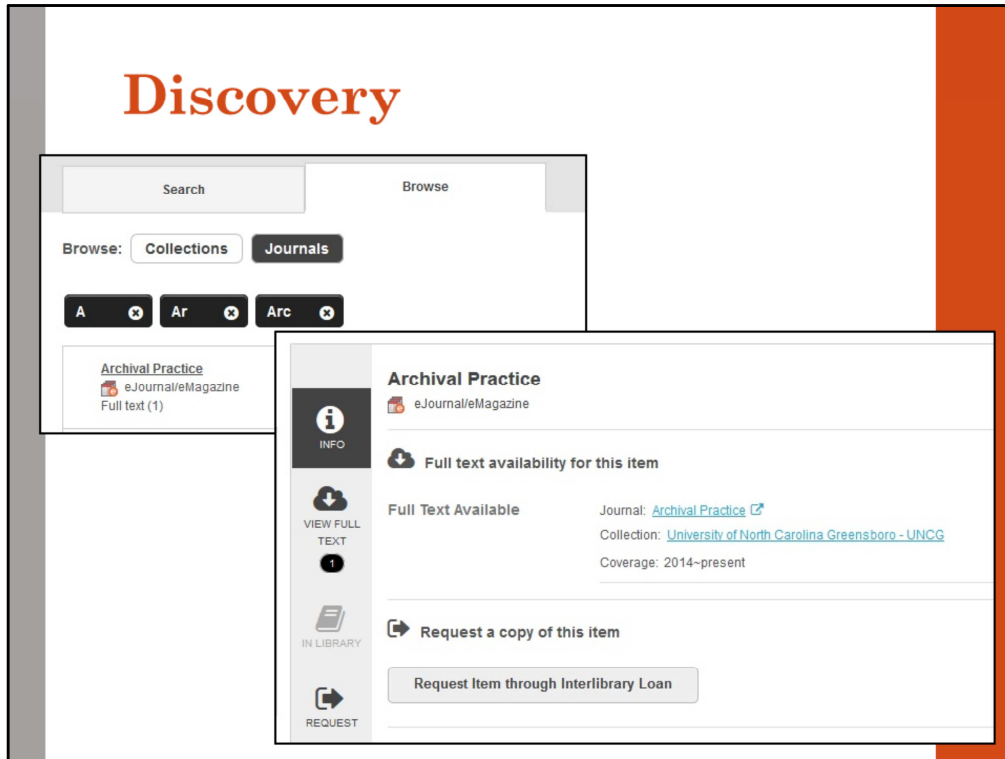 Discovery
Search Browse
Browse: Collections Journals
A Ar Arc
Archival Practice
eJournal/eMagazine
Full text (1)
INFO
VIEW FULL
TEXT
1
IN LIBRARY
REQUEST
Archival Practice
eJournal/eMagazine
Full text availability for this item
Full Text Available Journal: Archival Practice
Collection: University of North Carolina Greensboro - UNCG
Coverage: 2014~present
Request a copy of this item
Request Item through Interlibrary Loan